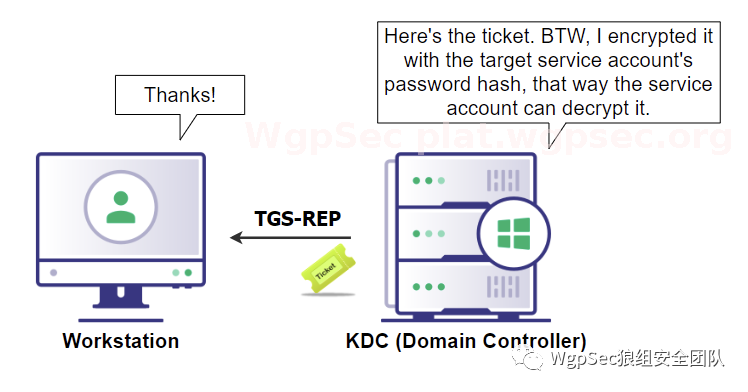 Here's the ticket. BTW, I encrypted it
with the target service account's
password hash, that way the service
account can decrypt it.
Thanks!
WgpSec plat.wgpsec.org
TGS-REP
Ticket
Workstation
KDC (Domain Controller)
WgpSec狼组安全团队